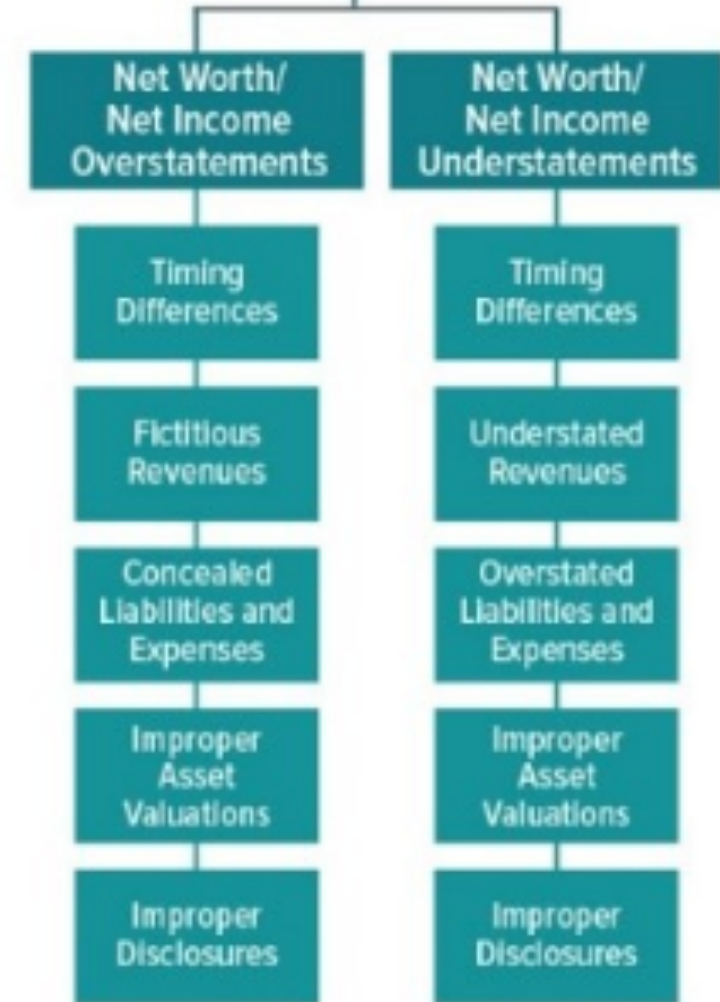 Net Worth/
Net Income
Overstatements
Timing
Differences
Fictitious
Revenues
Concealed
Liabilities and
Expenses
Improper
Asset
Valuations
Improper
Disclosures
Net Worth/
Net Income
Understatements
Timing
Differences
Understated
Revenues
Overstated
Liabilities and
Expenses
Improper
Asset
Valuations
Improper
Disclosures